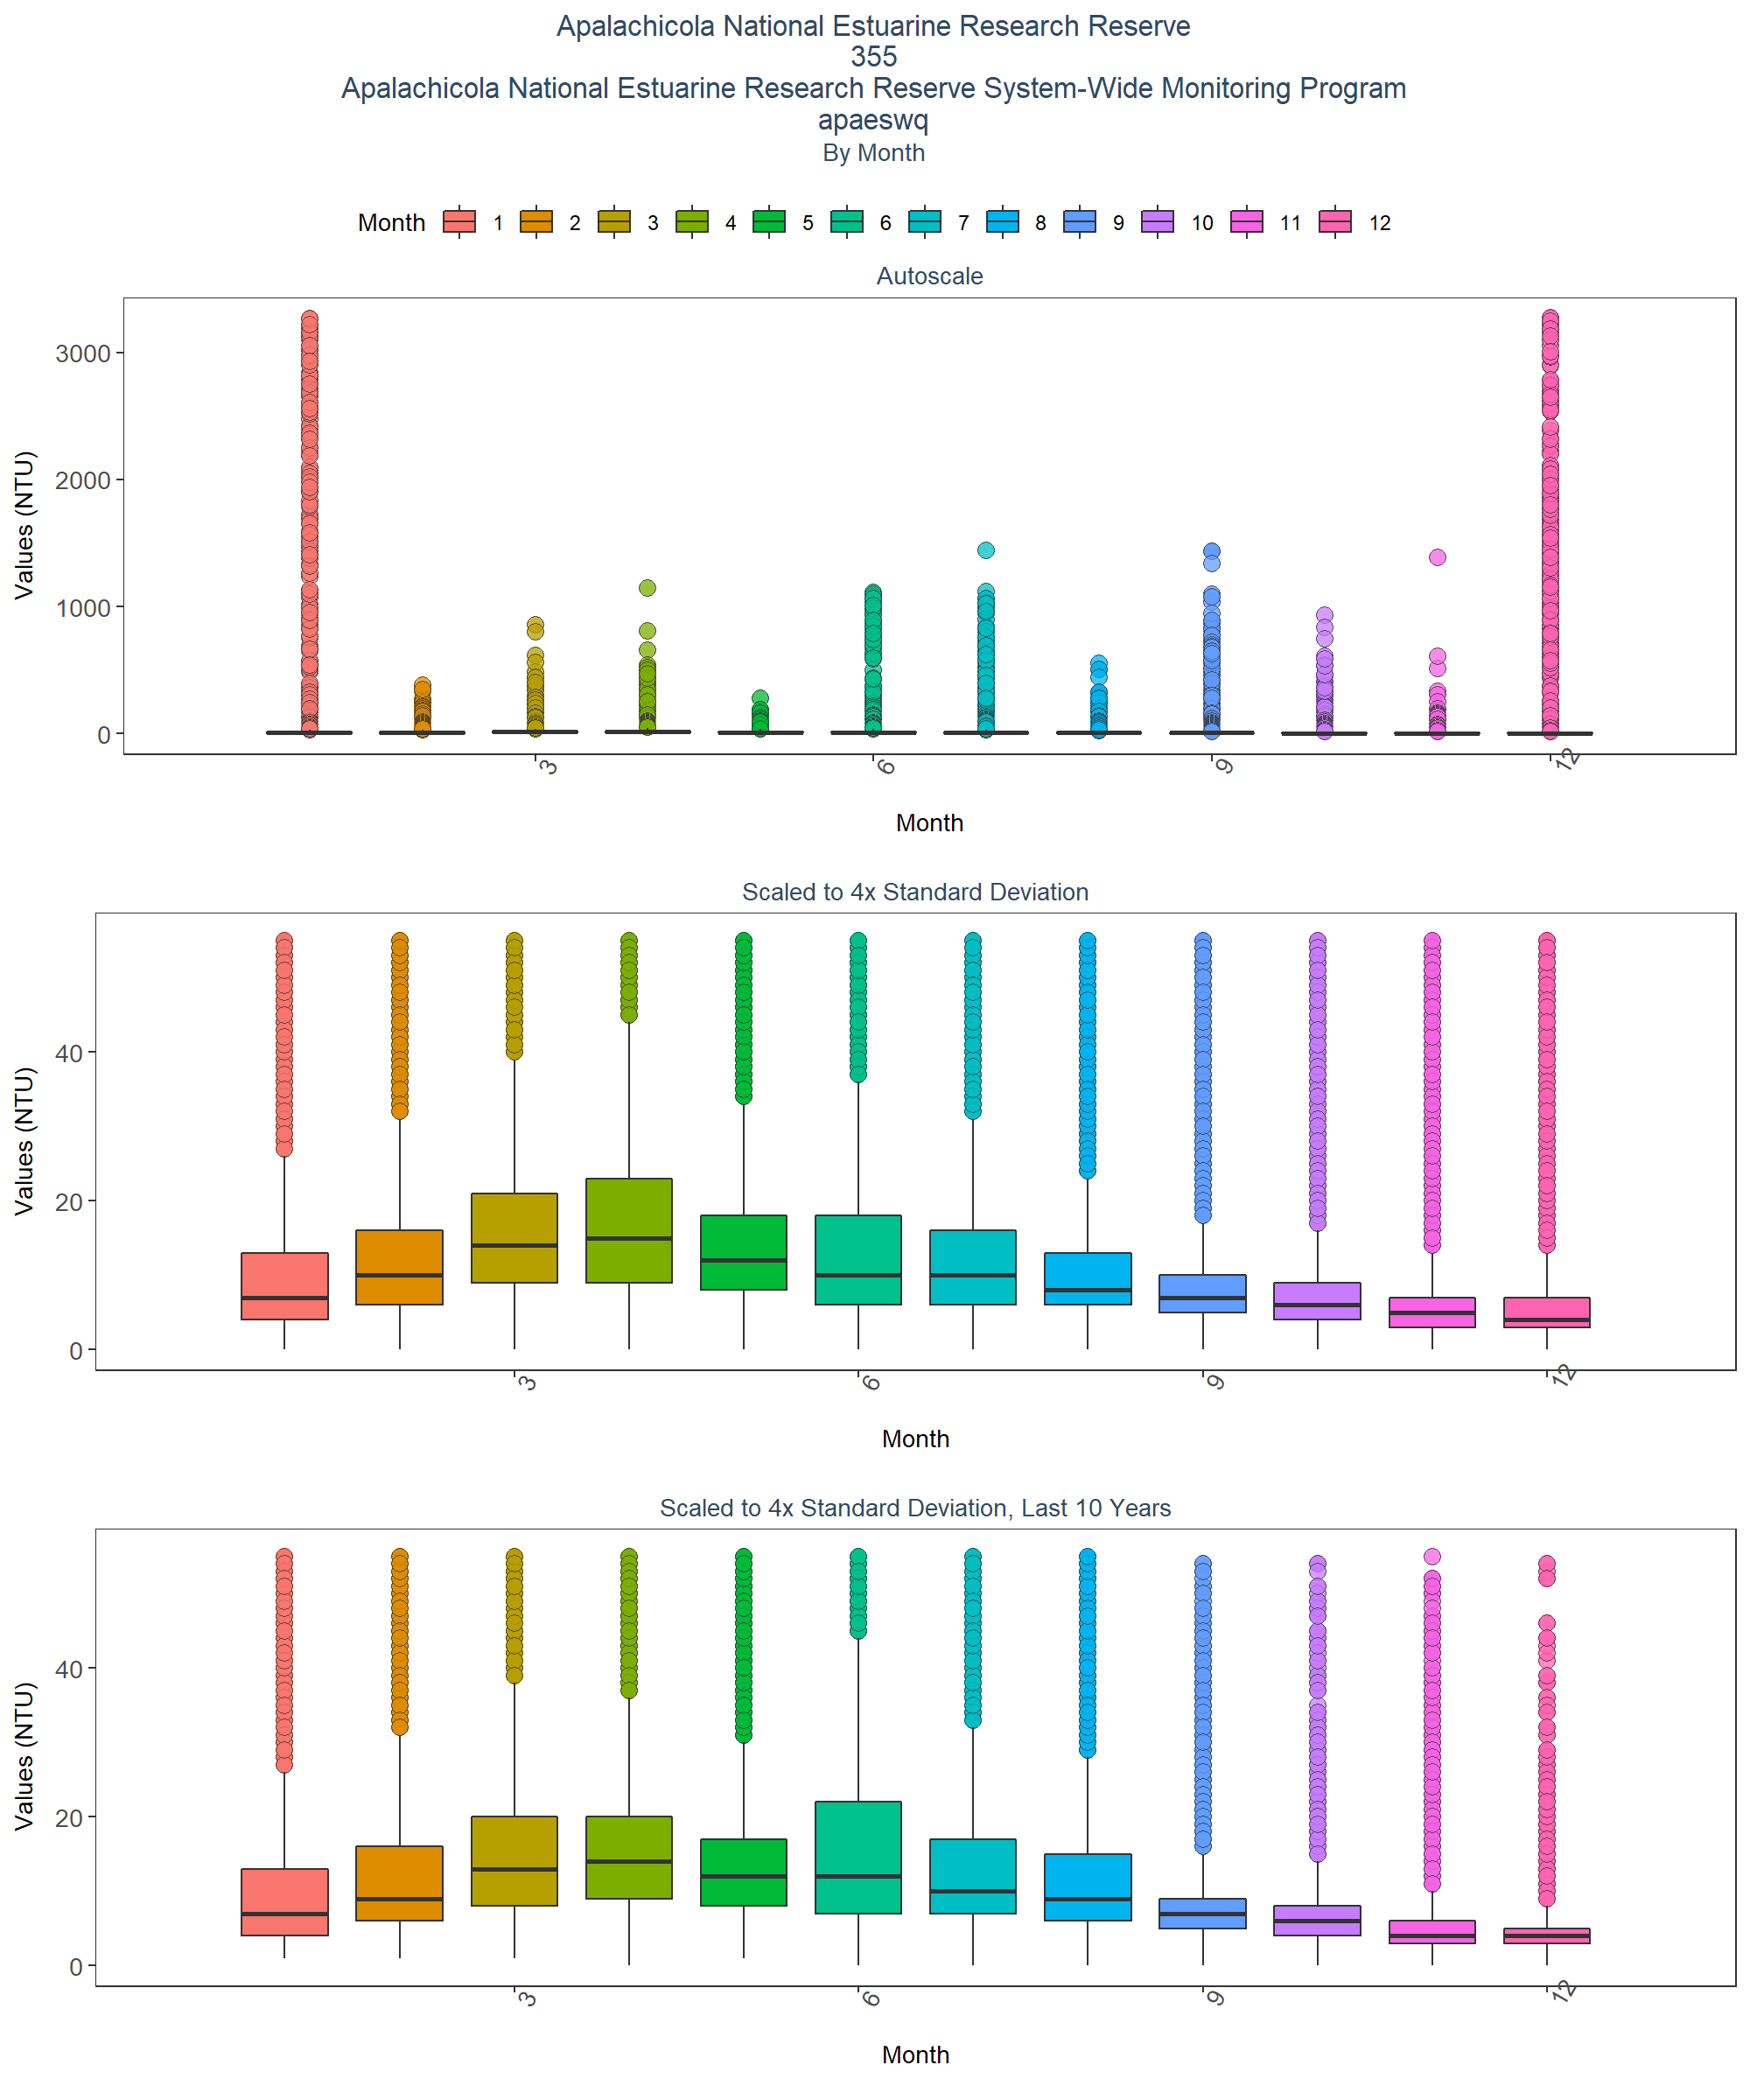 Apalachicola National Estuarine Research Reserve
355
Apalachicola National Estuarine Research Reserve System-Wide Monitoring Program
apaeswq
By Month
Month 1 2 3 4 5 6 7 8 9 10 11 12
Autoscale
Values (NTU)
3000
2000
1000
0
3 6 9 12
Month
Scaled to 4x Standard Deviation
Values (NTU)
40
20
0
3 6 9 12
Month
Scaled to 4x Standard Deviation, Last 10 Years
Values (NTU)
40
20
0
3 6 9 12
Month